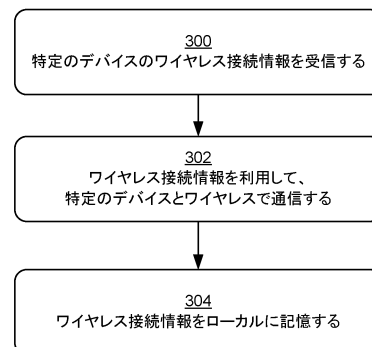 300
特定のデバイスのワイヤレス接続情報を受信する
302
ワイヤレス接続情報を利用して、
特定のデバイスとワイヤレスで通信する
304
ワイヤレス接続情報をローカルに記憶する